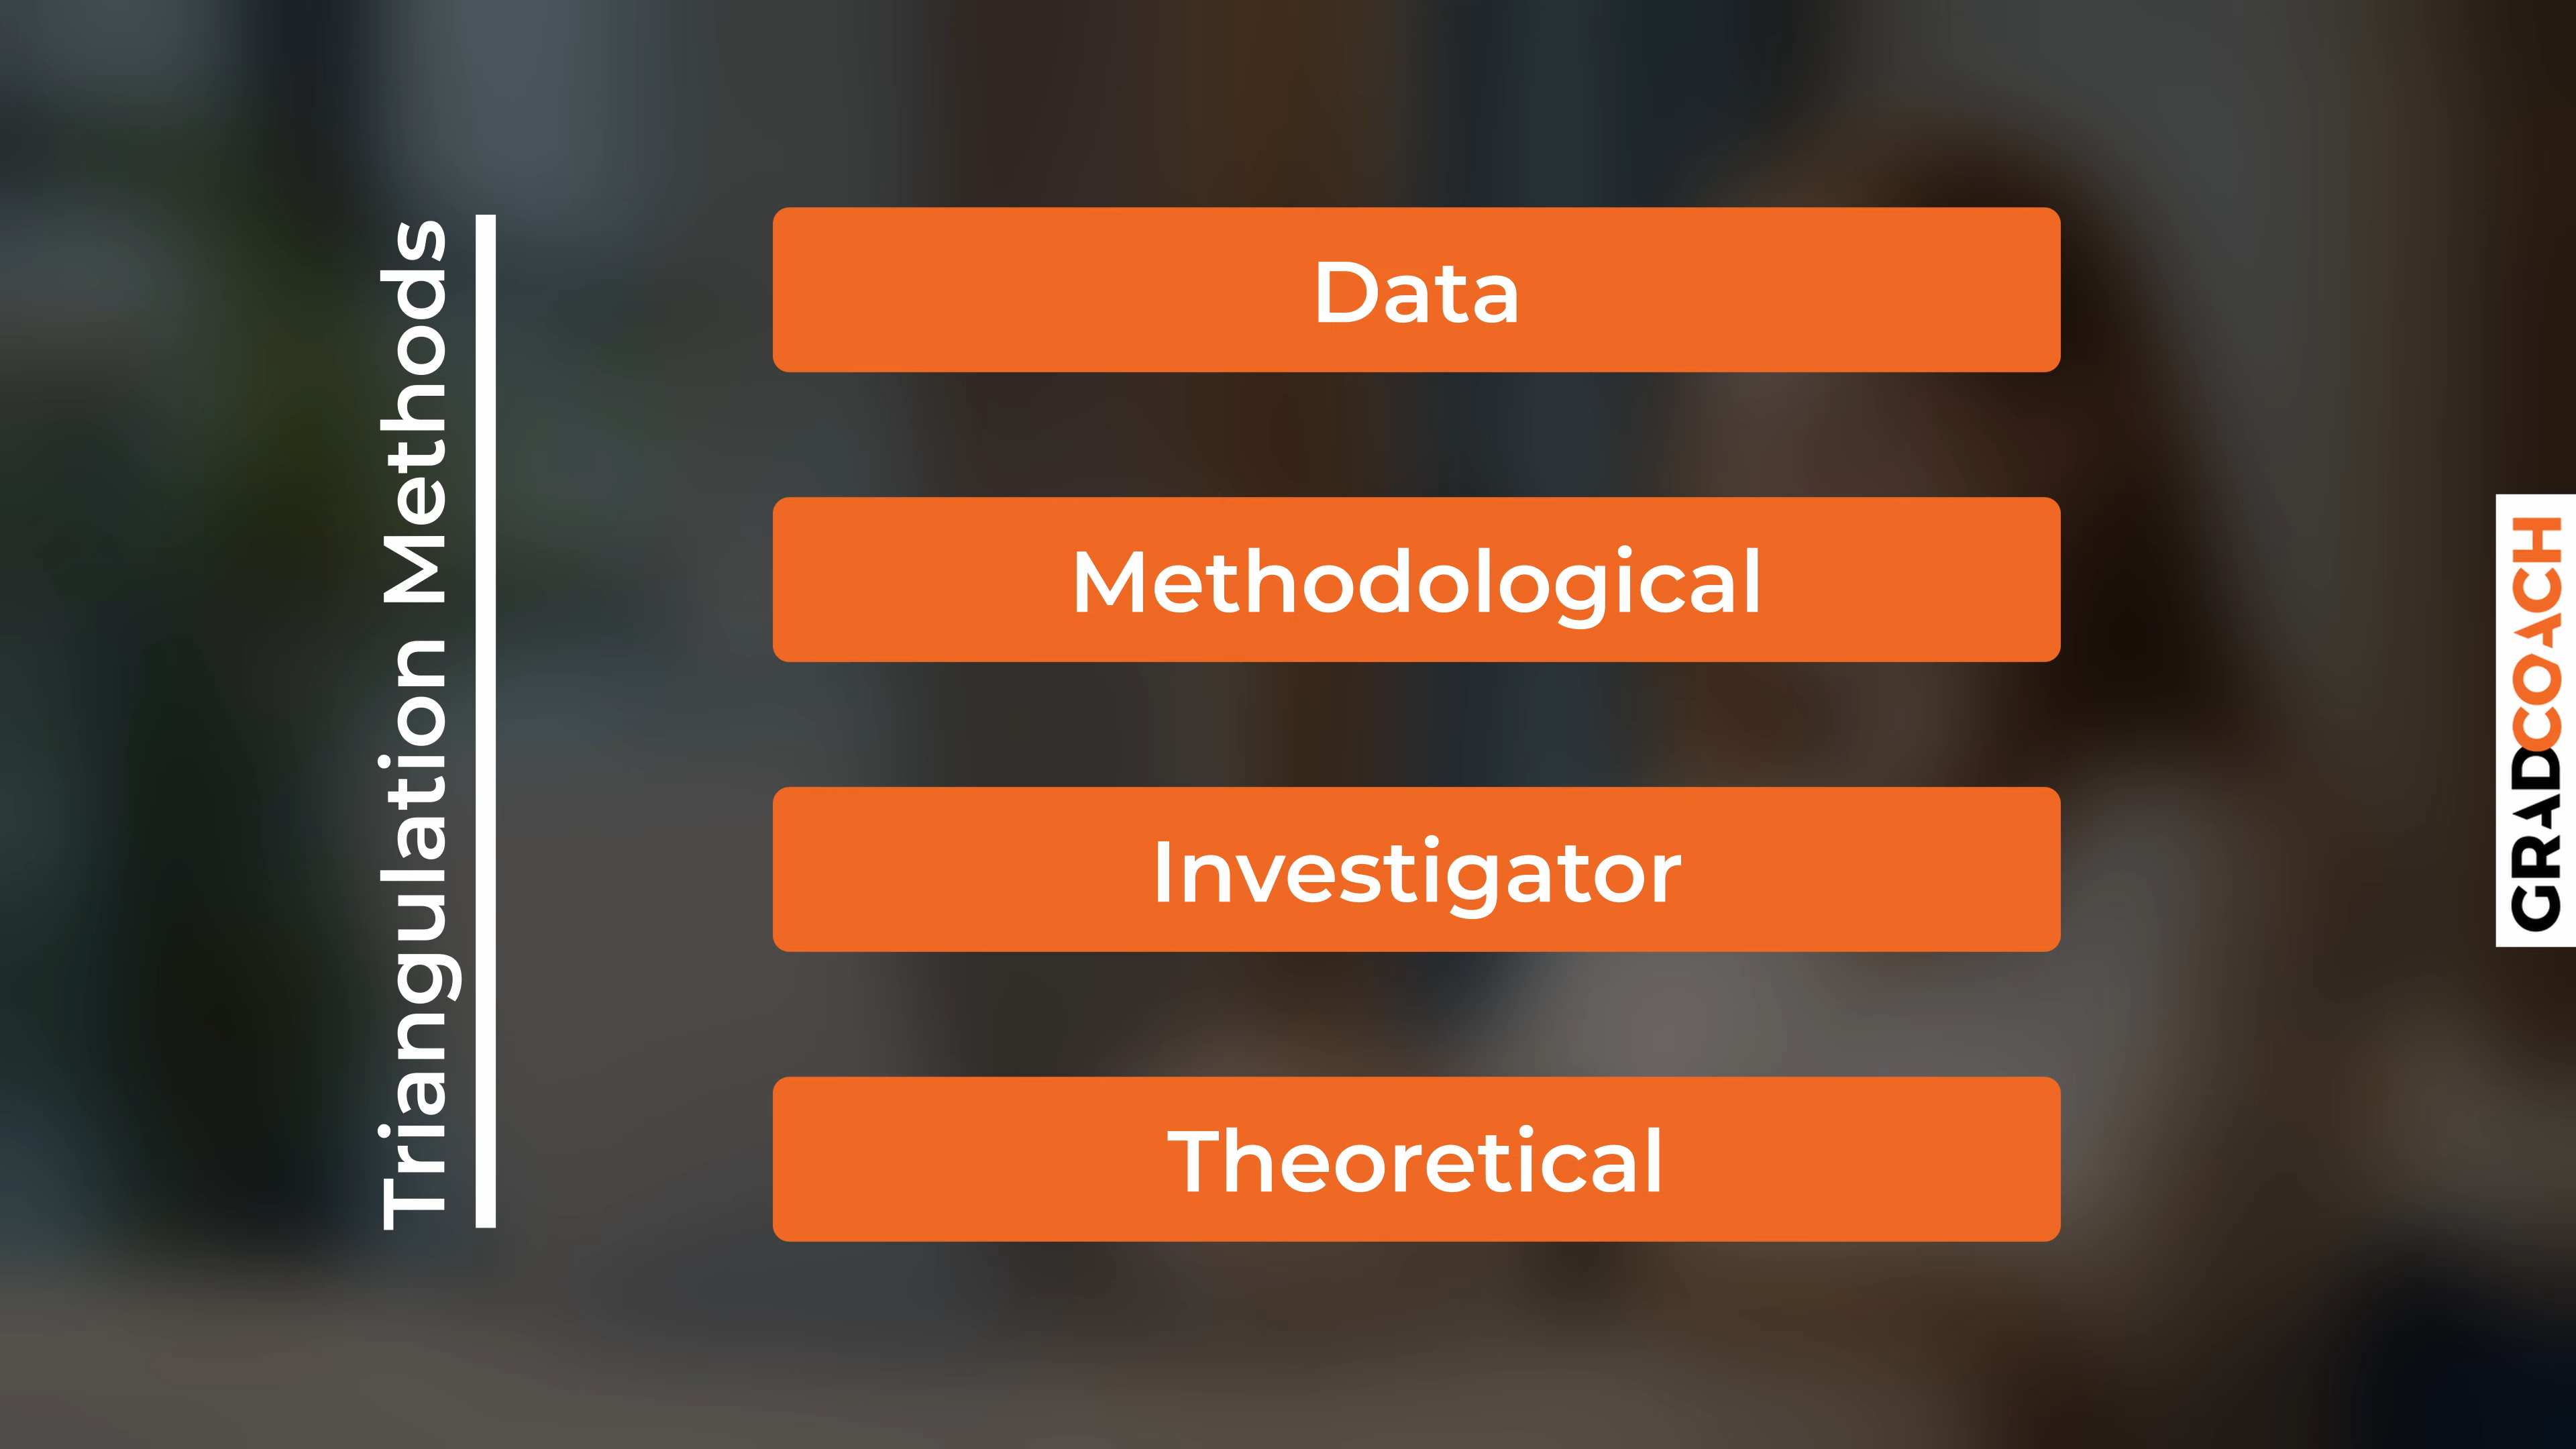 Triangulation Methods
Data
Methodological
Investigator
Theoretical
GRADCOACH